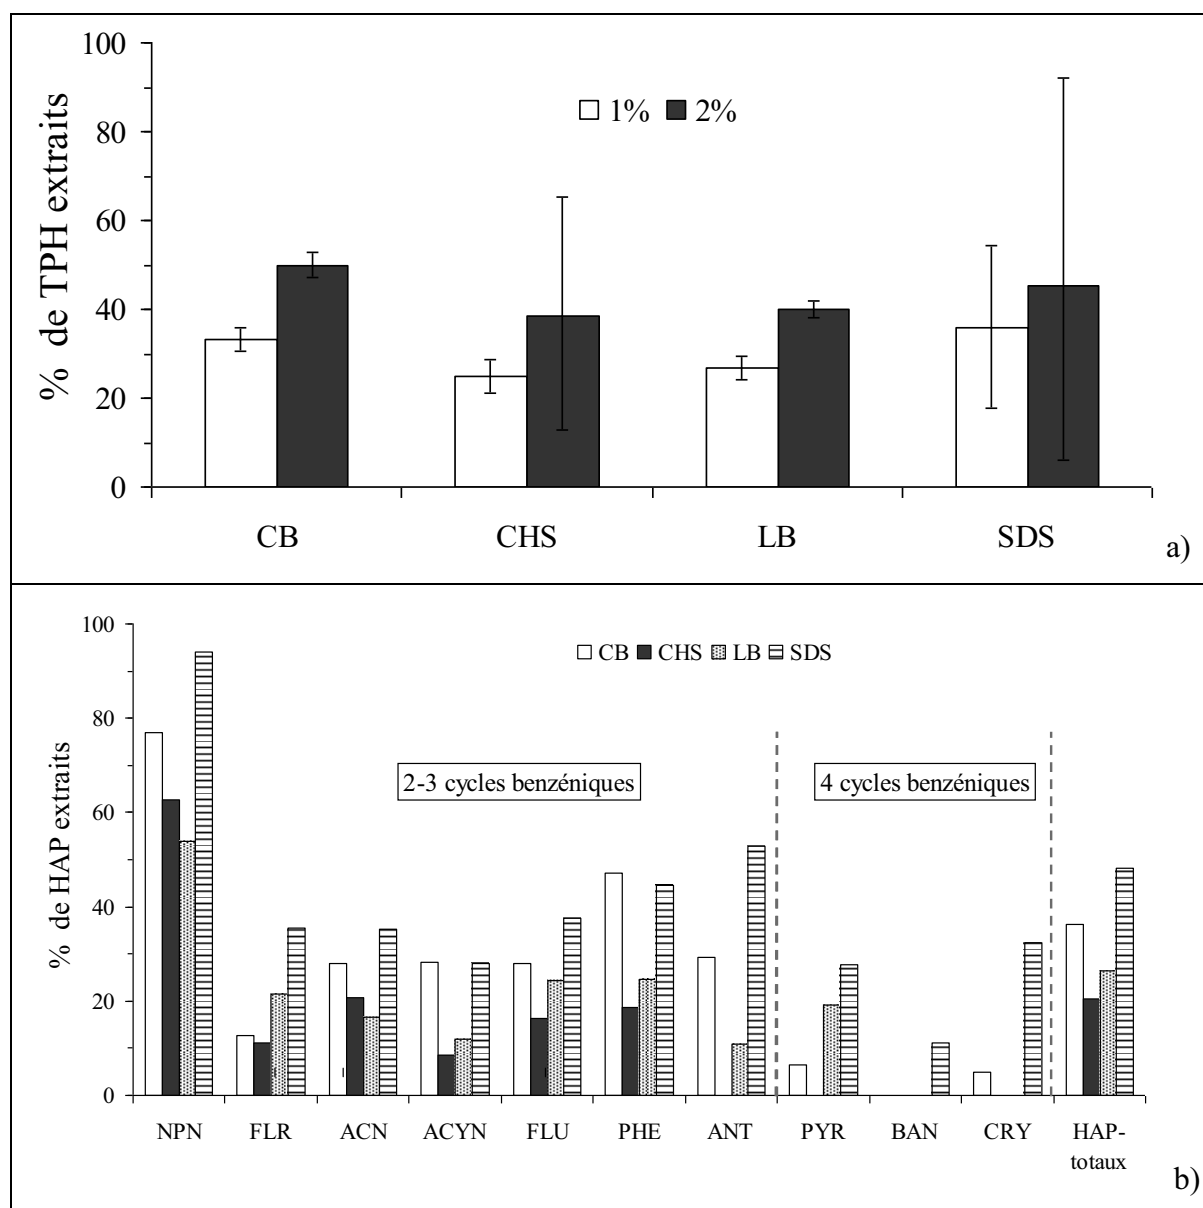 100
80
60
40
20
0
% de TPH extraits
1% 2%
CB CHS LB SDS
a)
100
80
60
40
20
0
% de HAP extraits
CB CHS LB SDS
2-3 cycles benzéniques
4 cycles benzéniques
NPN FLR ACN ACYN FLU PHE ANT PYR BAN CRY HAP-
totaux
b)